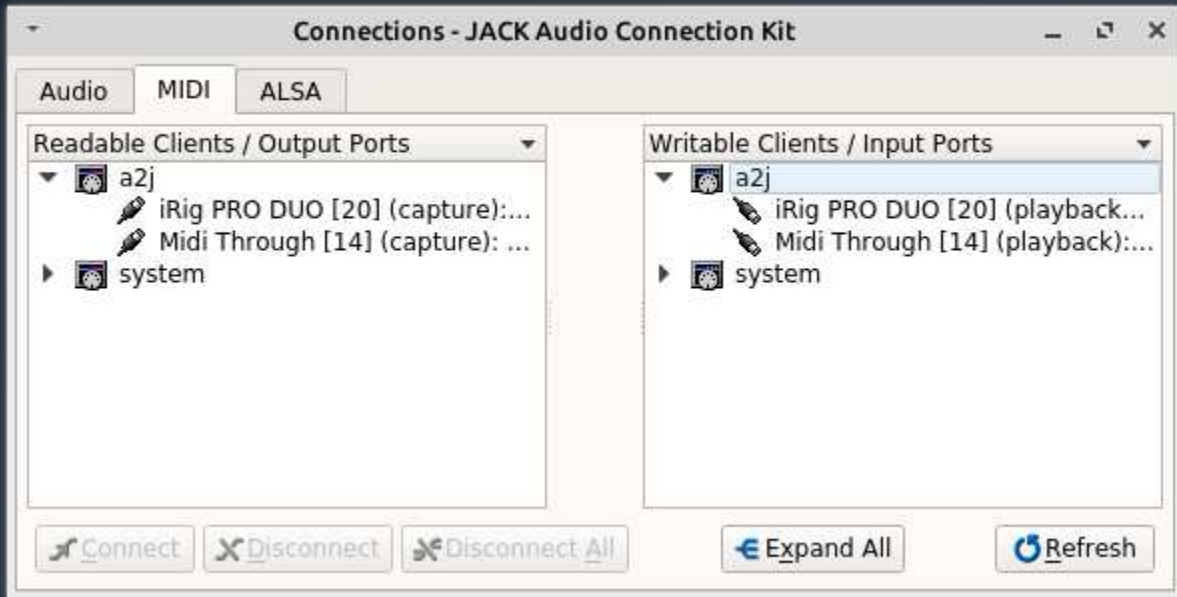 Connections - JACK Audio Connection Kit
Audio
MIDI
ALSA
Readable Clients / Output Ports
a2j
iRig PRO DUO [20] (capture):...
Midi Through [14] (capture): ...
system
Writable Clients / Input Ports
a2j
iRig PRO DUO [20] (playback...
Midi Through [14] (playback):...
system
Connect
Disconnect
Disconnect All
Expand All
Refresh